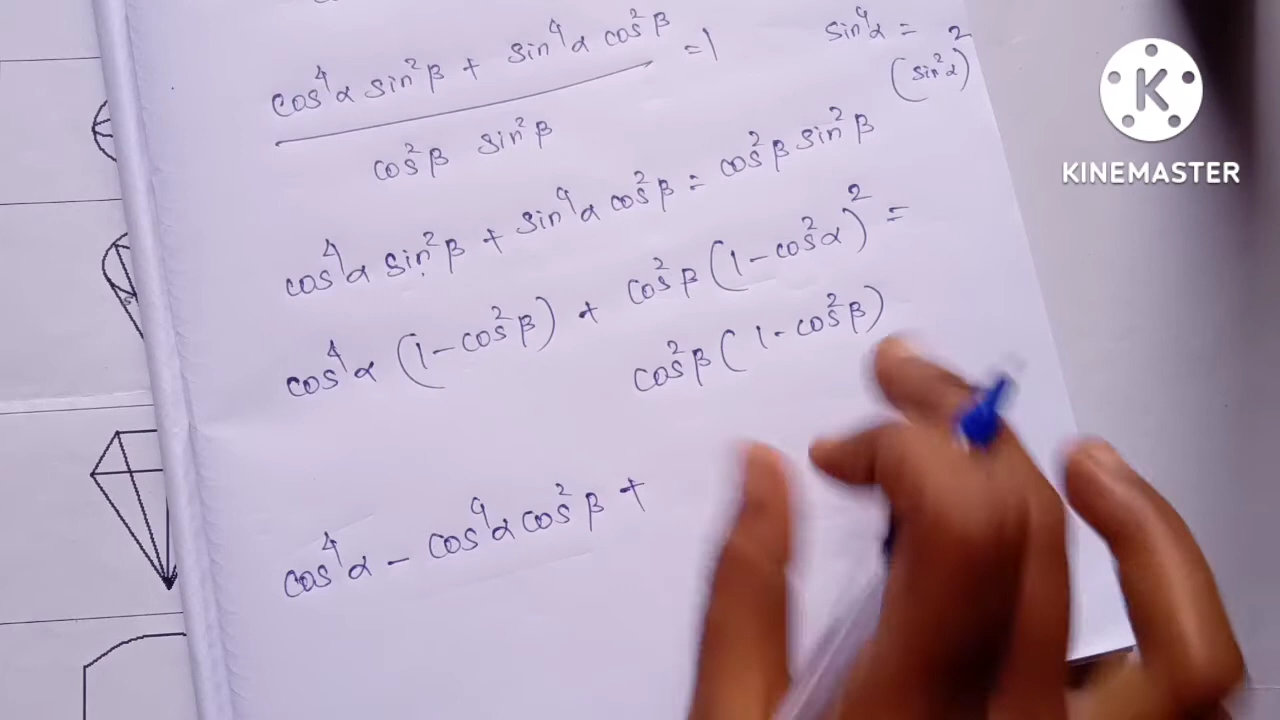 cos⁴α sin²β + sin⁴α cos²β = 1
cos²β sin²β
sin⁴α =
(sin²α)²
cos⁴α sin²β + sin⁴α cos²β = cos²β sin²β
cos⁴α (1 - cos²β) + cos²β (1 - cos²α)² =
cos²β (1 - cos²β)
cos⁴α - cos⁴α cos²β +
K
KINEMASTER